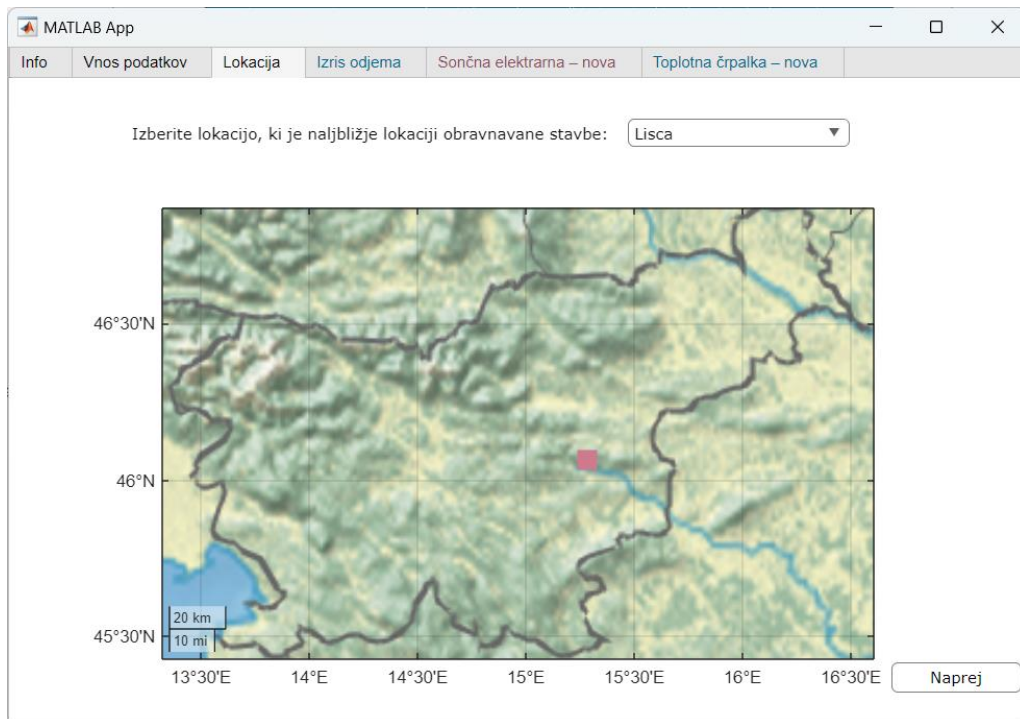 MATLAB App
Info Vnos podatkov Lokacija Izris odjema Sončna elektrarna – nova Toplotna črpalka – nova
Izberite lokacijo, ki je naljbližje lokaciji obravnavane stavbe: Lisca
46°30'N
46°N
45°30'N
20 km
10 mi
13°30'E 14°E 14°30'E 15°E 15°30'E 16°E 16°30'E
Naprej